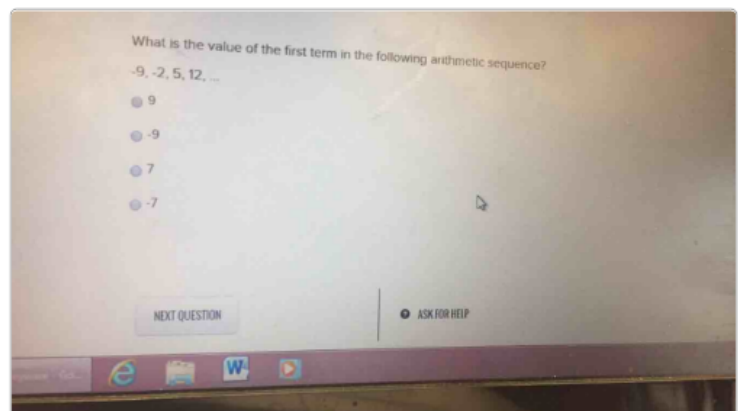 What is the value of the first term in the following arithmetic sequence?
-9, -2, 5, 12, ...
9
-9
7
-7
NEXT QUESTION
? ASK FOR HELP
W